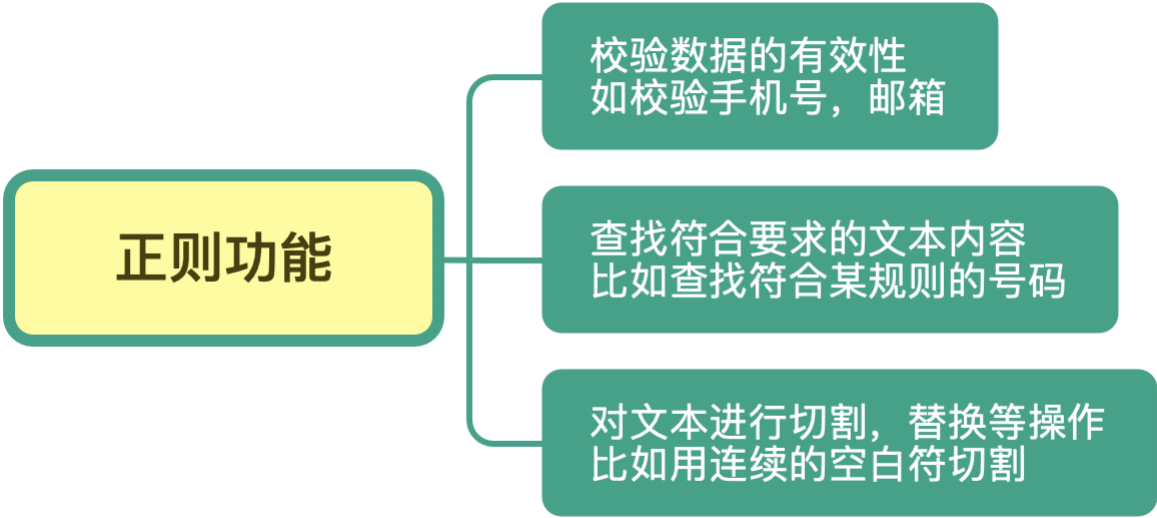 正则功能
校验数据的有效性
如校验手机号，邮箱
查找符合要求的文本内容
比如查找符合某规则的号码
对文本进行切割，替换等操作
比如用连续的空白符切割